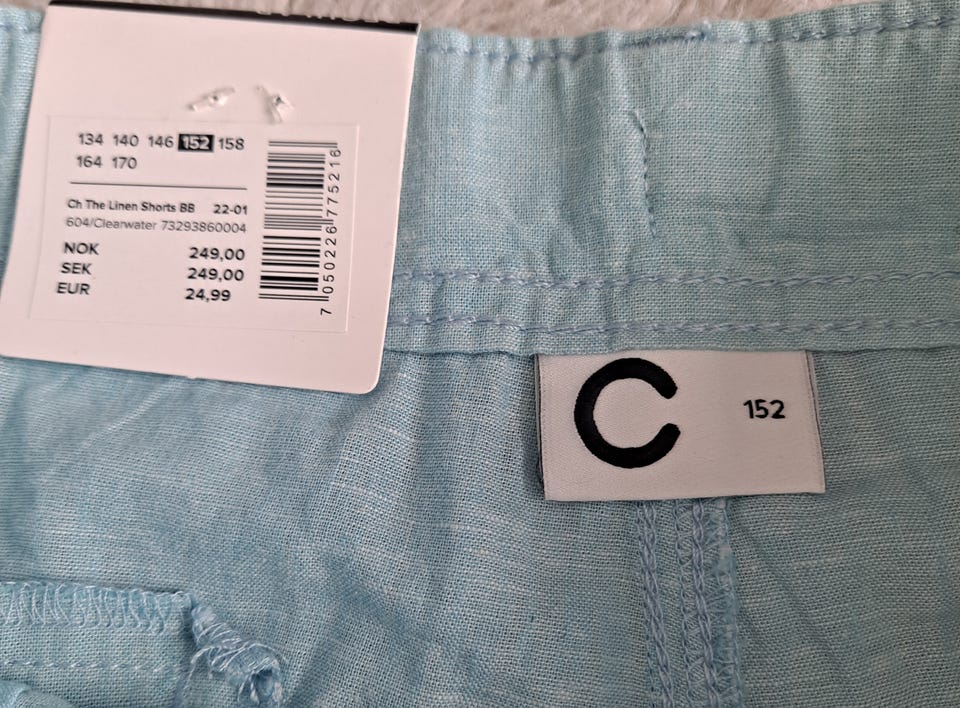 134 140 146 152 158
164 170
Ch The Linen Shorts BB 22-01
604/Clearwater 73293860004
NOK 249,00
SEK 249,00
EUR 24,99
7 050226 775216
C 152